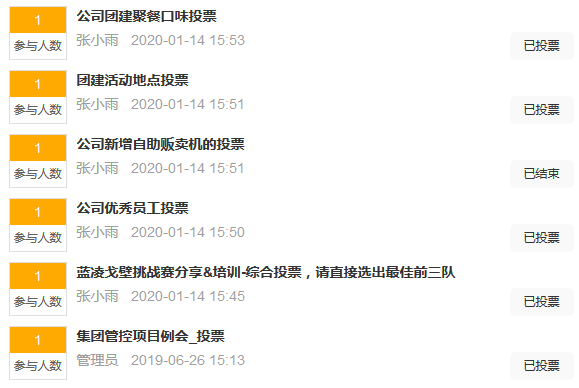 1
公司团建聚餐口味投票
参与人数
张小雨 2020-01-14 15:53
已投票
1
团建活动地点投票
参与人数
张小雨 2020-01-14 15:51
已投票
1
公司新增自助贩卖机的投票
参与人数
张小雨 2020-01-14 15:51
已结束
1
公司优秀员工投票
参与人数
张小雨 2020-01-14 15:50
已投票
1
蓝凌戈壁挑战赛分享&培训-综合投票，请直接选出最佳前三队
参与人数
张小雨 2020-01-14 15:45
已投票
1
集团管控项目例会_投票
参与人数
管理员 2019-06-26 15:13
已投票